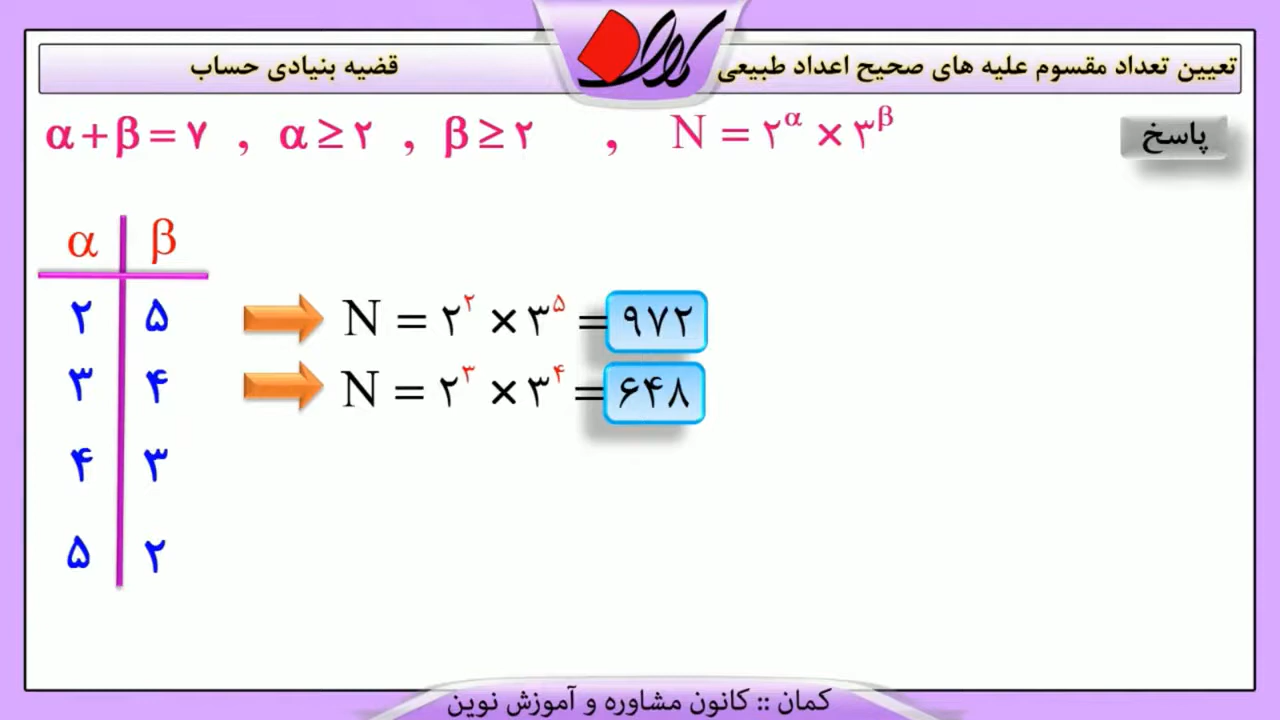 تعیین تعداد مقسوم علیه های صحیح اعداد طبیعی
قضیه بنیادی حساب
پاسخ
α+β=۷ , α≥۲ , β≥۲ , N=۲^α×۳^β
α β
۲ ۵ N=۲^۲×۳^۵=۹۷۲
۳ ۴ N=۲^۳×۳^۴=۶۴۸
۴ ۳
۵ ۲
کمان :: کانون مشاوره و آموزش نوین